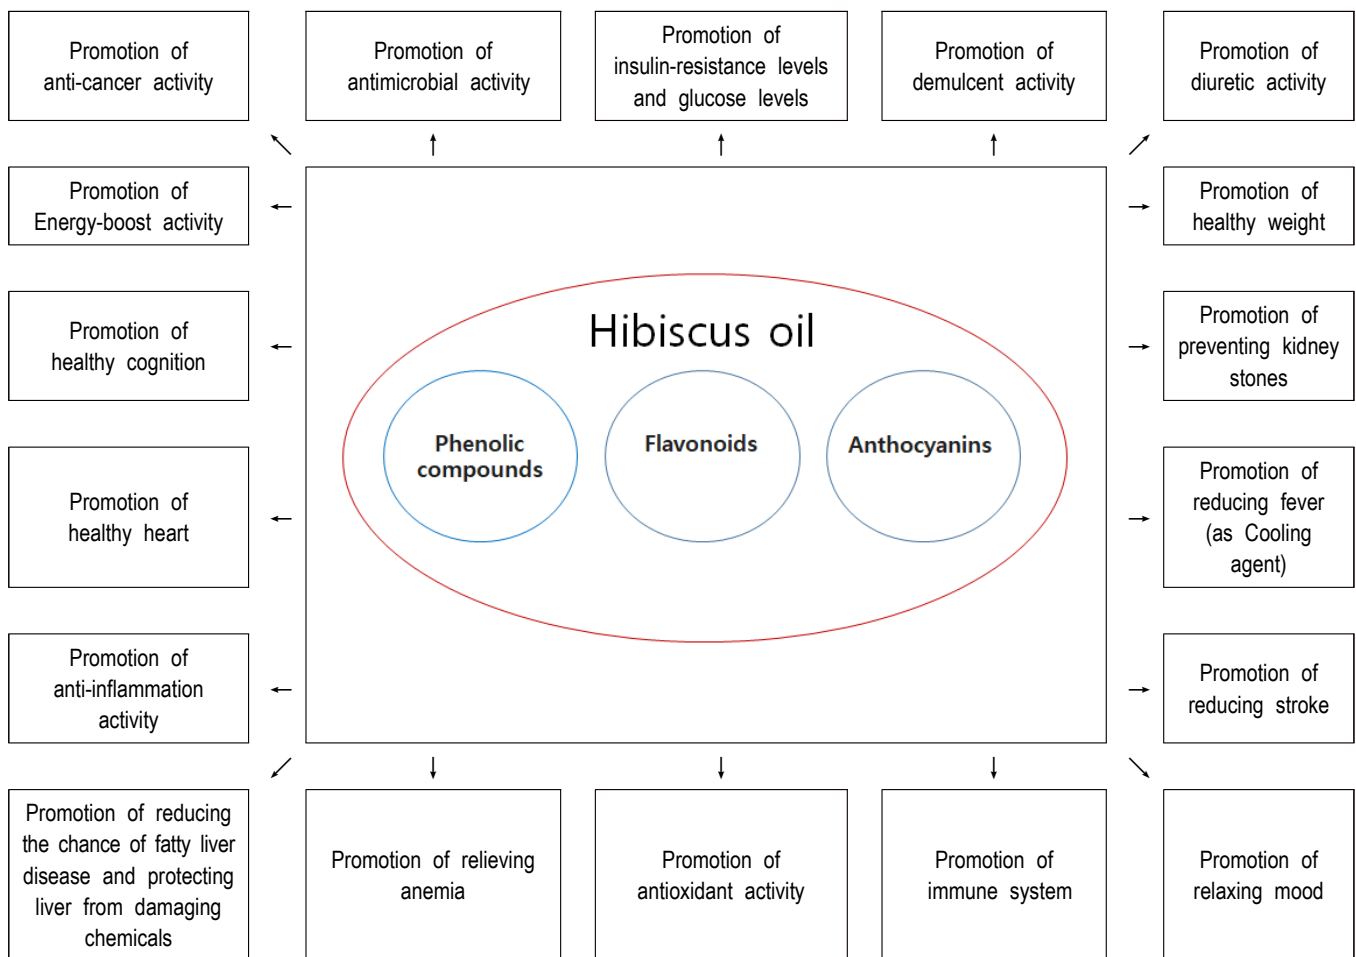 Promotion of
anti-cancer activity
Promotion of
antimicrobial activity
Promotion of
insulin-resistance levels
and glucose levels
Promotion of
demulcent activity
Promotion of
diuretic activity
Promotion of
Energy-boost activity
Promotion of
healthy weight
Promotion of
healthy cognition
Hibiscus oil
Promotion of
preventing kidney
stones
Phenolic
compounds
Flavonoids
Anthocyanins
Promotion of
healthy heart
Promotion of
reducing fever
(as Cooling
agent)
Promotion of
anti-inflammation
activity
Promotion of
reducing stroke
Promotion of reducing
the chance of fatty liver
disease and protecting
liver from damaging
chemicals
Promotion of relieving
anemia
Promotion of
antioxidant activity
Promotion of
immune system
Promotion of
relaxing mood